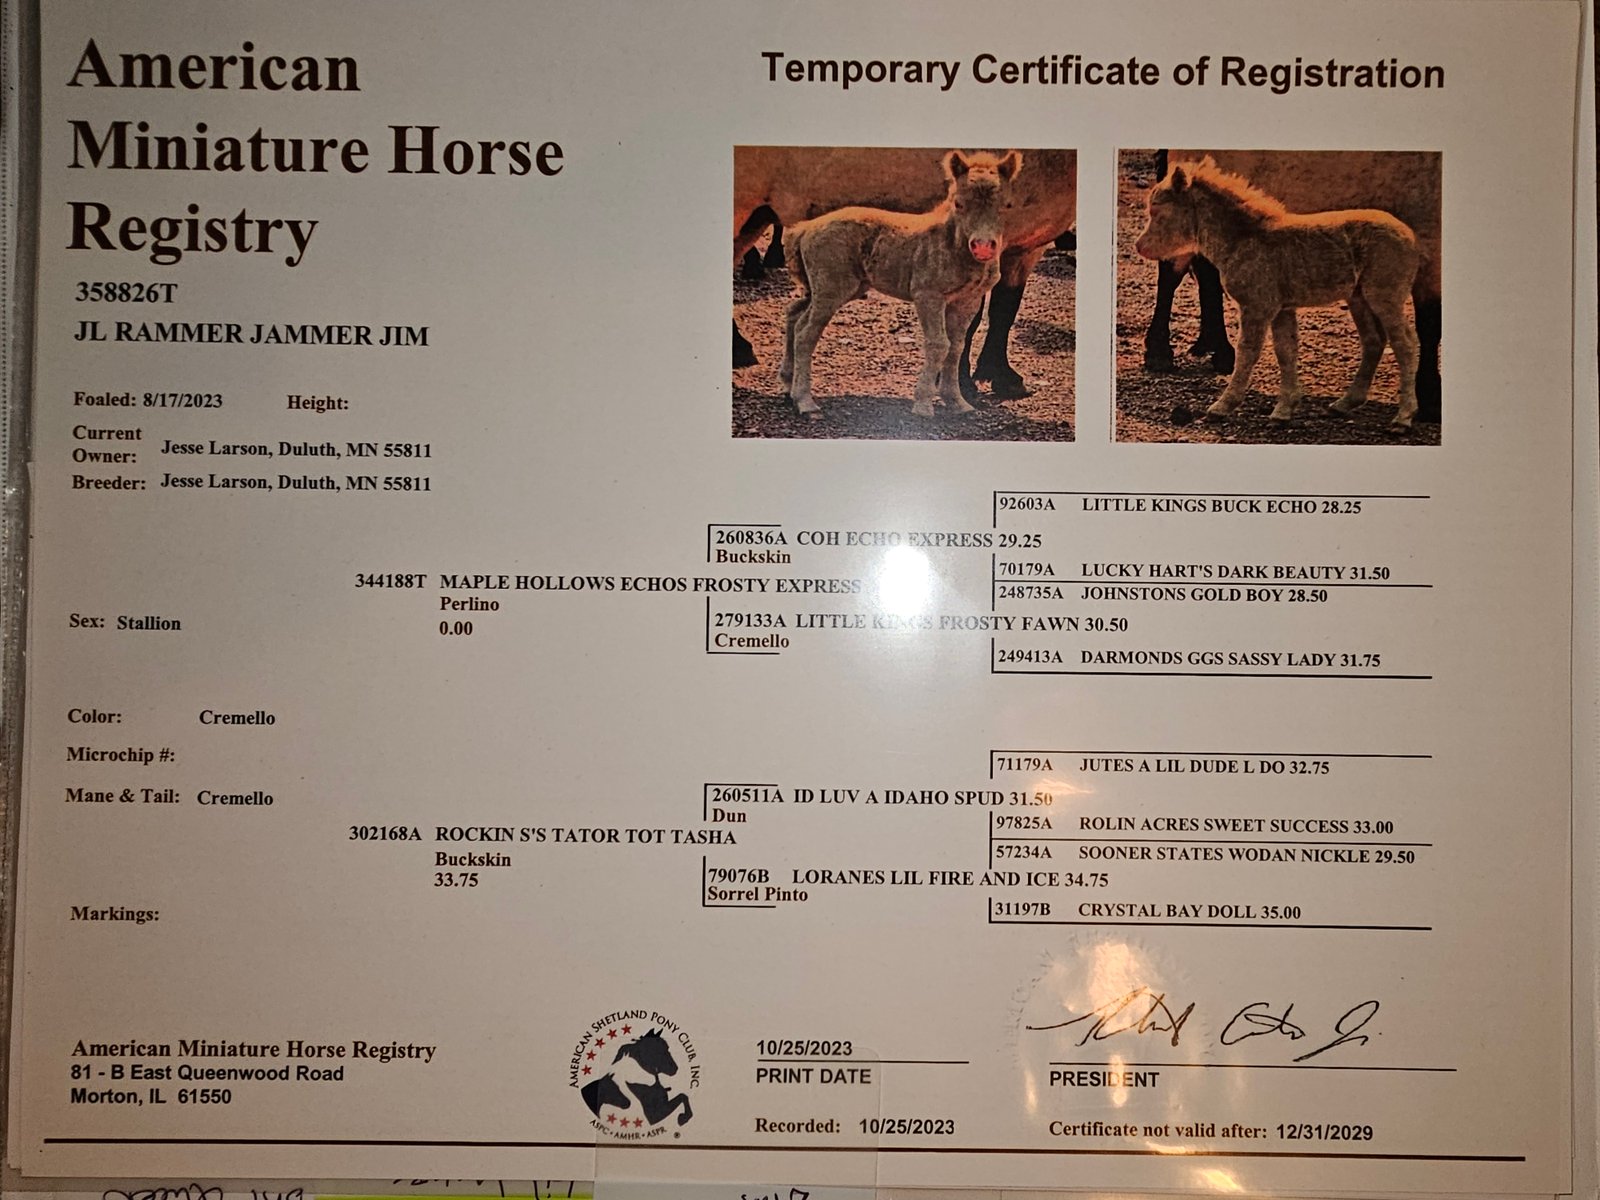 American
Miniature Horse
Registry
Temporary Certificate of Registration
358826T
JL RAMMER JAMMER JIM
Foaled: 8/17/2023 Height:
Current
Owner: Jesse Larson, Duluth, MN 55811
Breeder: Jesse Larson, Duluth, MN 55811
92603A LITTLE KINGS BUCK ECHO 28.25
260836A COH ECHO EXPRESS 29.25
Buckskin
70179A LUCKY HART'S DARK BEAUTY 31.50
344188T MAPLE HOLLOWS ECHOS FROSTY EXPRESS
Perlino
0.00
248735A JOHNSTONS GOLD BOY 28.50
Sex: Stallion
279133A LITTLE KINGS FROSTY FAWN 30.50
Cremello
249413A DARMONDS GGS SASSY LADY 31.75
Color: Cremello
Microchip #:
71179A JUTES A LIL DUDE L DO 32.75
Mane & Tail: Cremello
260511A ID LUV A IDAHO SPUD 31.50
Dun
97825A ROLIN ACRES SWEET SUCCESS 33.00
302168A ROCKIN S'S TATOR TOT TASHA
Buckskin
33.75
57234A SOONER STATES WODAN NICKLE 29.50
79076B LORANES LIL FIRE AND ICE 34.75
Sorrel Pinto
31197B CRYSTAL BAY DOLL 35.00
Markings:
American Miniature Horse Registry
81 - B East Queenwood Road
Morton, IL 61550
AMERICAN SHETLAND PONY CLUB, INC.
ASPC • AMHR • ASPR ®
10/25/2023
PRINT DATE
Recorded: 10/25/2023
PRESIDENT
Certificate not valid after: 12/31/2029